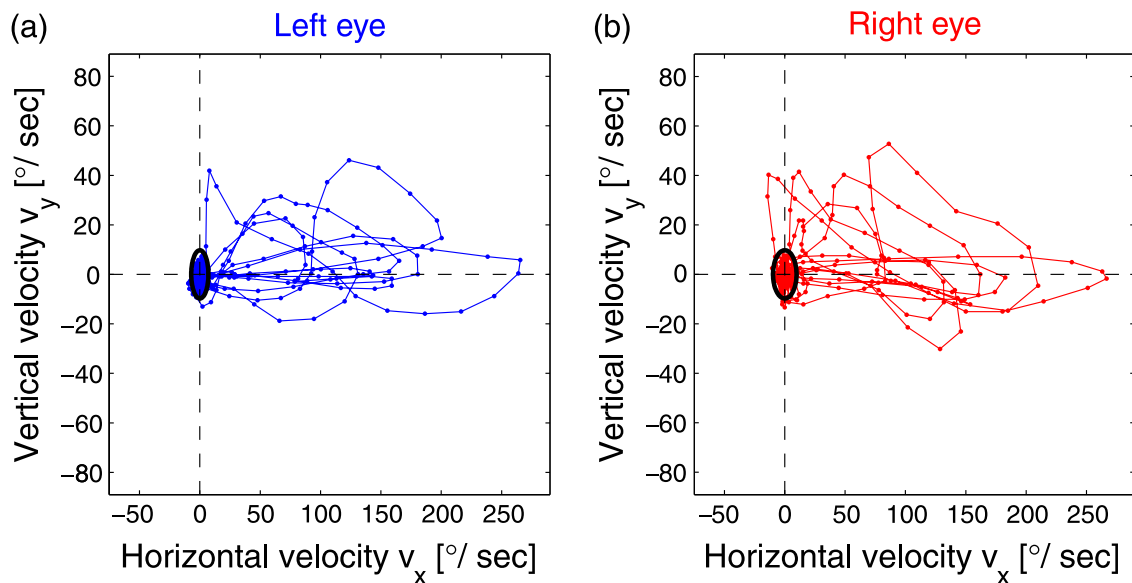 (a) Left eye
Vertical velocity v_y [°/ sec]
80
60
40
20
0
−20
−40
−60
−80
−50 0 50 100 150 200 250
Horizontal velocity v_x [°/ sec]
(b) Right eye
Vertical velocity v_y [°/ sec]
80
60
40
20
0
−20
−40
−60
−80
−50 0 50 100 150 200 250
Horizontal velocity v_x [°/ sec]